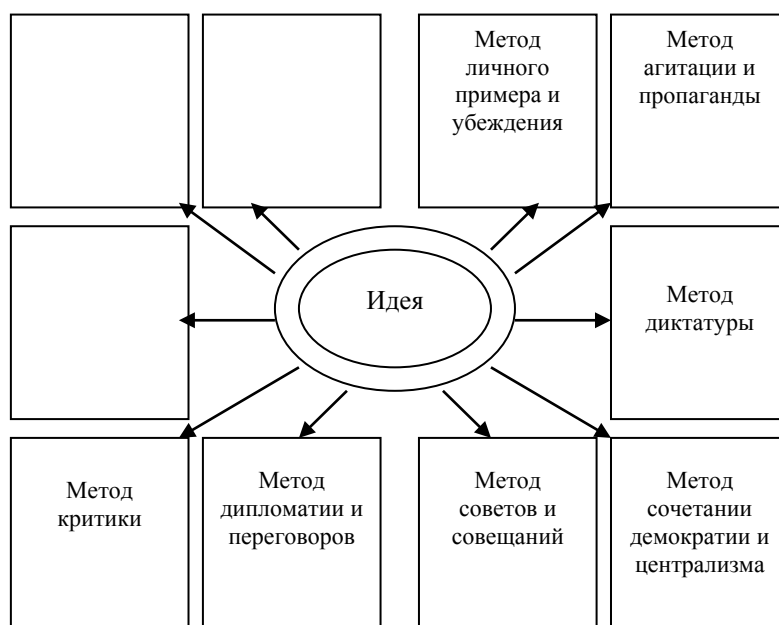 Метод
личного
примера и
убеждения
Метод
агитации и
пропаганды
Идея
Метод
диктатуры
Метод
критики
Метод
дипломатии и
переговоров
Метод
советов и
совещаний
Метод
сочетании
демократии и
централизма